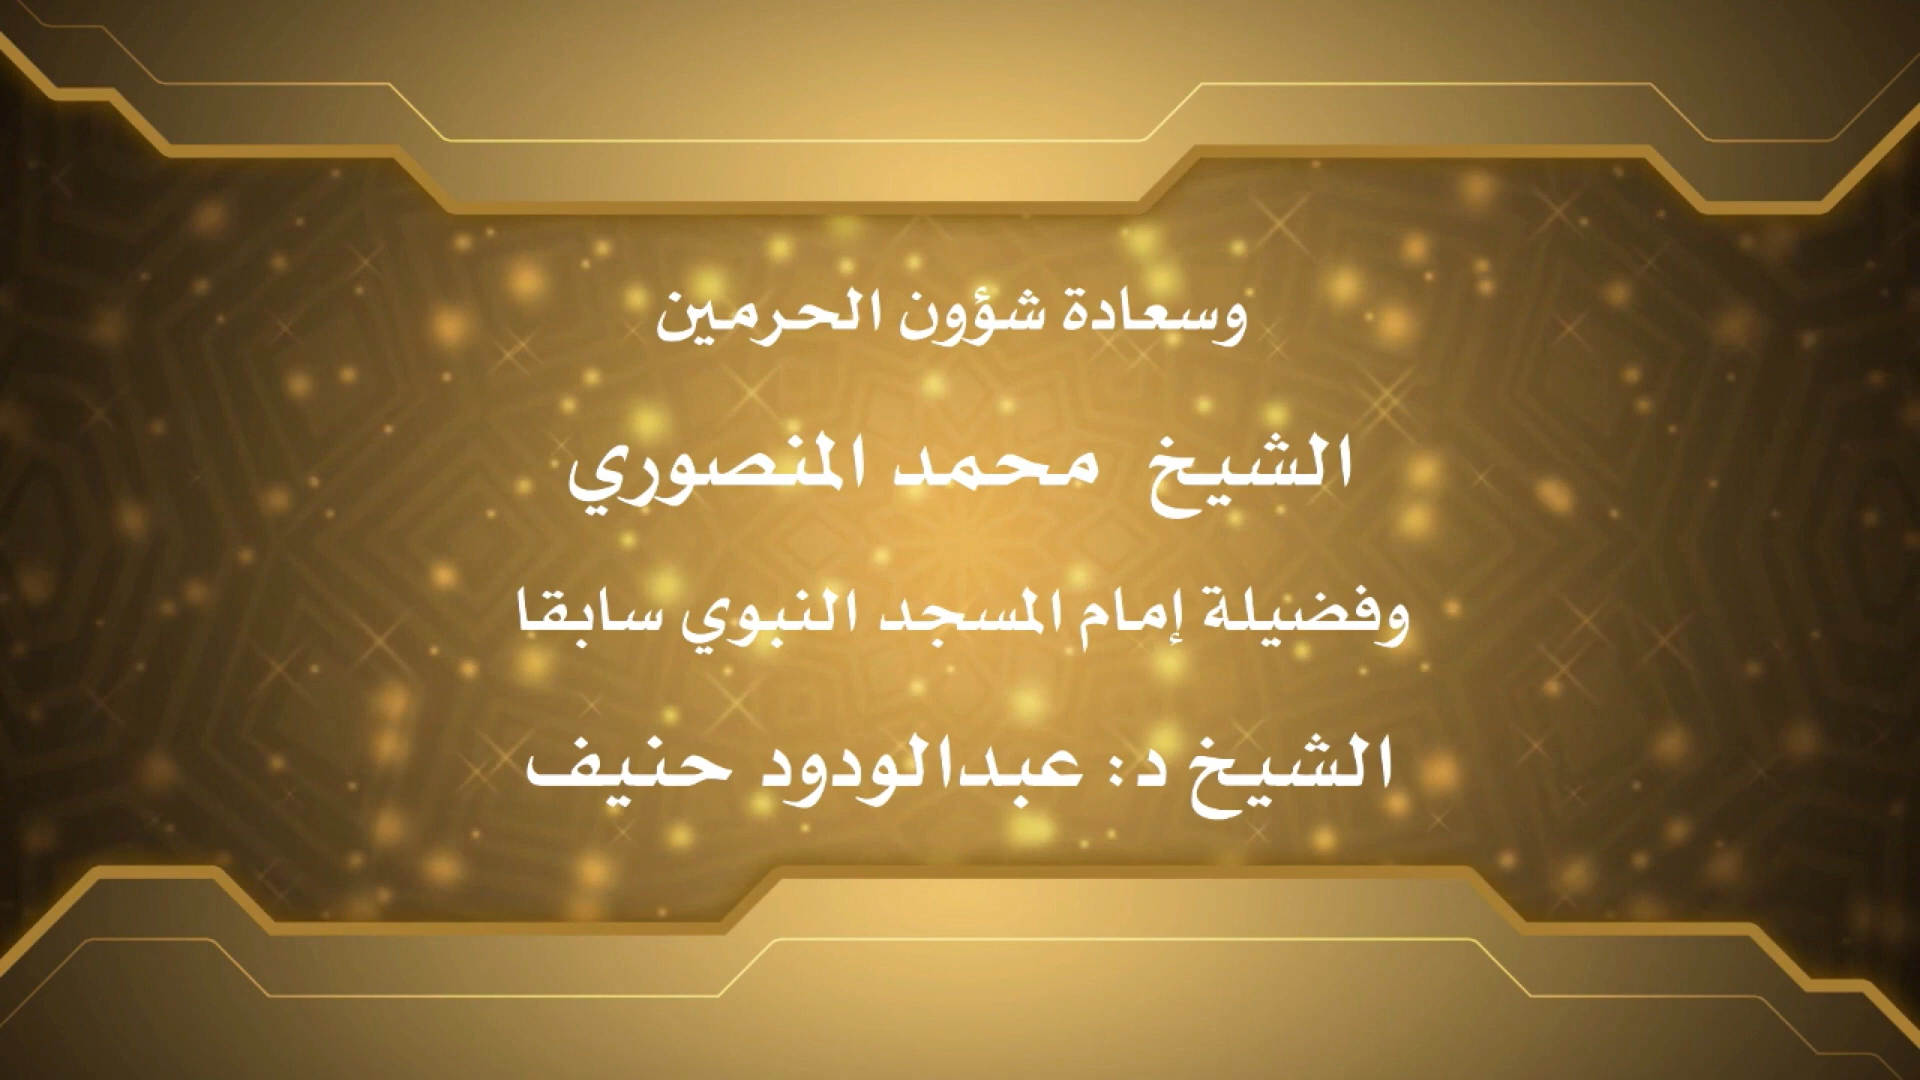 وسعادة شؤون الحرمين
الشيخ محمد المنصوري
وفضيلة إمام المسجد النبوي سابقا
الشيخ د: عبدالودود حنيف